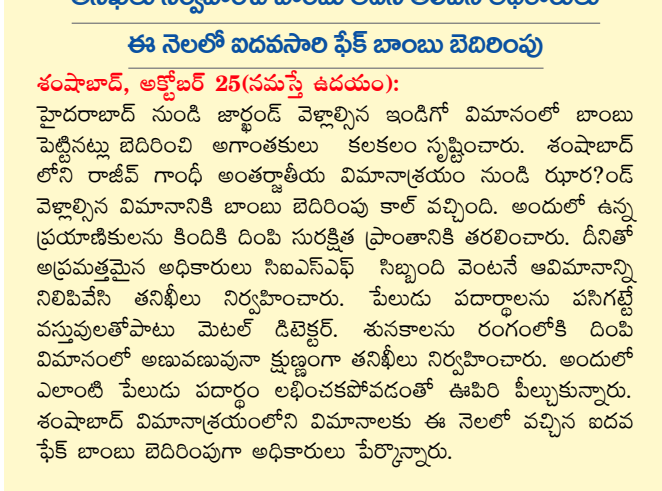 ఈ నెలలో ఐదవసారి ఫేక్ బాంబు బెదిరింపు
శంషాబాద్, అక్టోబర్ 25(నమస్తే ఉదయం):
హైదరాబాద్ నుండి జార్ఖండ్ వెళ్లాల్సిన ఇండిగో విమానంలో బాంబు
పెట్టినట్లు బెదిరించి అగాంతకులు కలకలం సృష్టించారు. శంషాబాద్
లోని రాజీవ్ గాంధీ అంతర్జాతీయ విమానాశ్రయం నుండి ఝార?ండ్
వెళ్లాల్సిన విమానానికి బాంబు బెదిరింపు కాల్ వచ్చింది. అందులో ఉన్న
ప్రయాణికులను కిందికి దింపి సురక్షిత ప్రాంతానికి తరలించారు. దీనితో
అప్రమత్తమైన అధికారులు సిఐఎస్ఎఫ్ సిబ్బంది వెంటనే ఆవిమానాన్ని
నిలిపివేసి తనిఖీలు నిర్వహించారు. పేలుడు పదార్థాలను పసిగట్టే
వస్తువులతోపాటు మెటల్ డిటెక్టర్. శునకాలను రంగంలోకి దింపి
విమానంలో అణువణువునా క్షుణ్ణంగా తనిఖీలు నిర్వహించారు. అందులో
ఎలాంటి పేలుడు పదార్థం లభించకపోవడంతో ఊపిరి పీల్చుకున్నారు.
శంషాబాద్ విమానాశ్రయంలోని విమానాలకు ఈ నెలలో వచ్చిన ఐదవ
ఫేక్ బాంబు బెదిరింపుగా అధికారులు పేర్కొన్నారు.